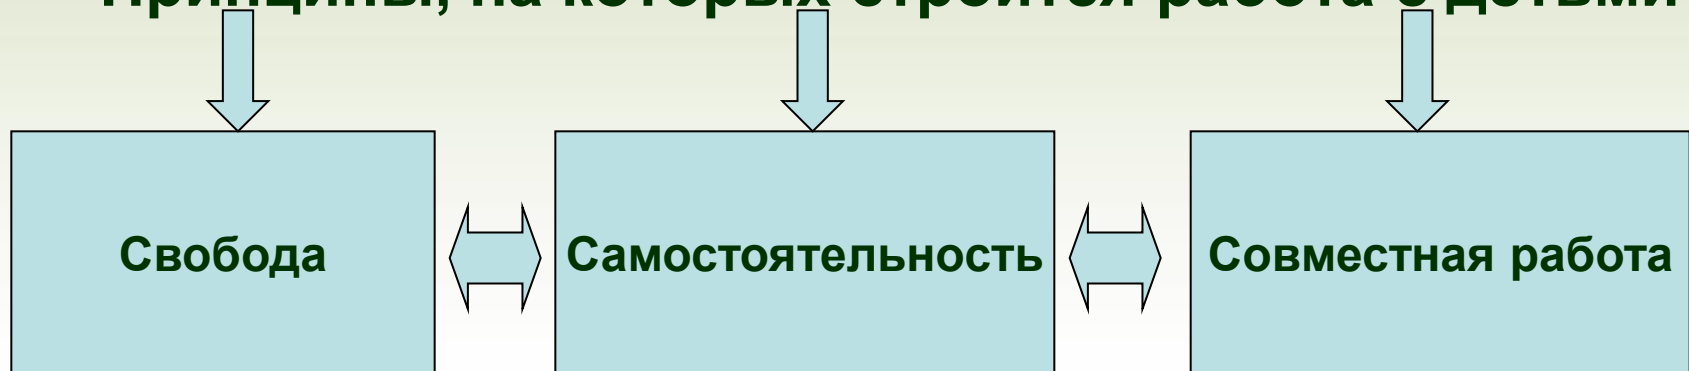 Принципы, на которых строится работа с детьми
Свобода
Самостоятельность
Совместная работа